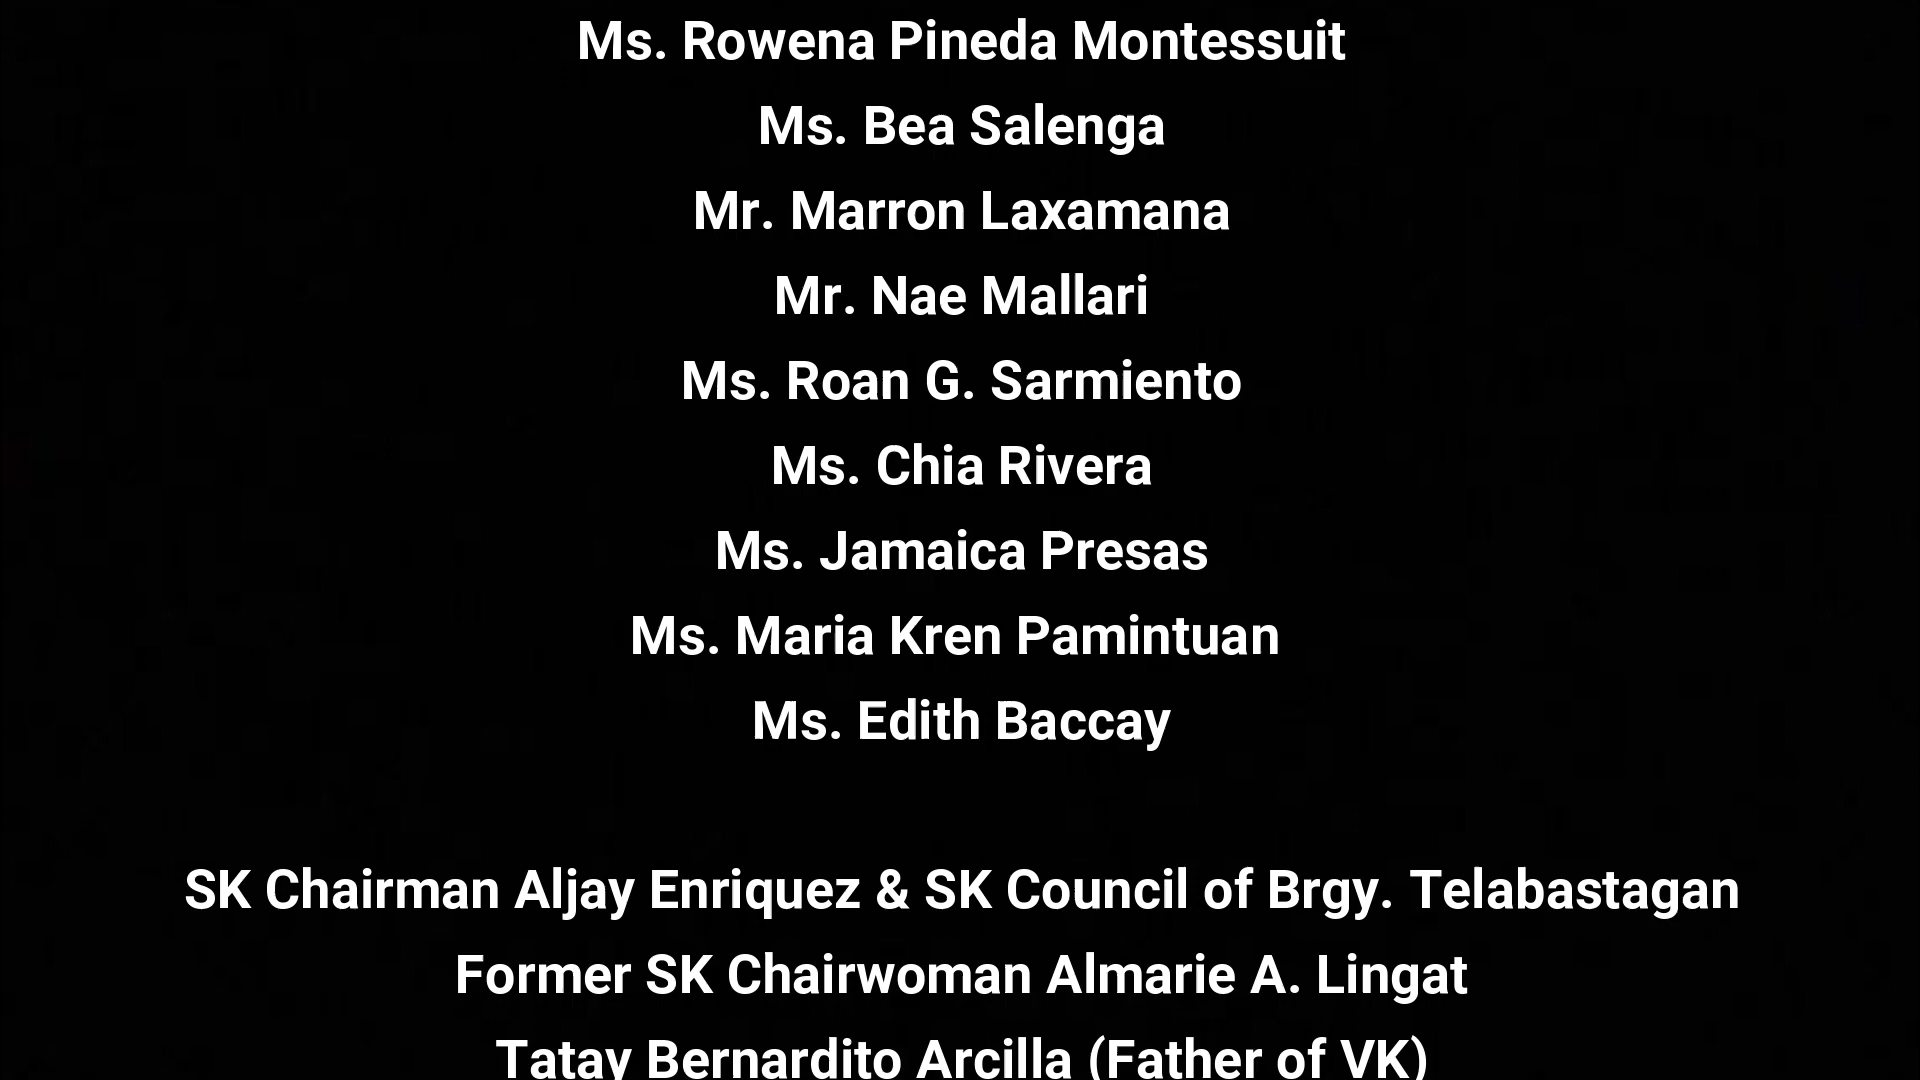 Ms. Rowena Pineda Montessuit
Ms. Bea Salenga
Mr. Marron Laxamana
Mr. Nae Mallari
Ms. Roan G. Sarmiento
Ms. Chia Rivera
Ms. Jamaica Presas
Ms. Maria Kren Pamintuan
Ms. Edith Baccay
SK Chairman Aljay Enriquez & SK Council of Brgy. Telabastagan
Former SK Chairwoman Almarie A. Lingat
Tatay Bernardito Arcilla (Father of VK)